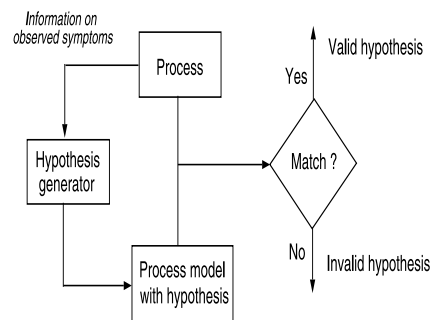 Information on
observed symptoms
Process
Yes
Valid hypothesis
Hypothesis
generator
Match ?
No
Invalid hypothesis
Process model
with hypothesis